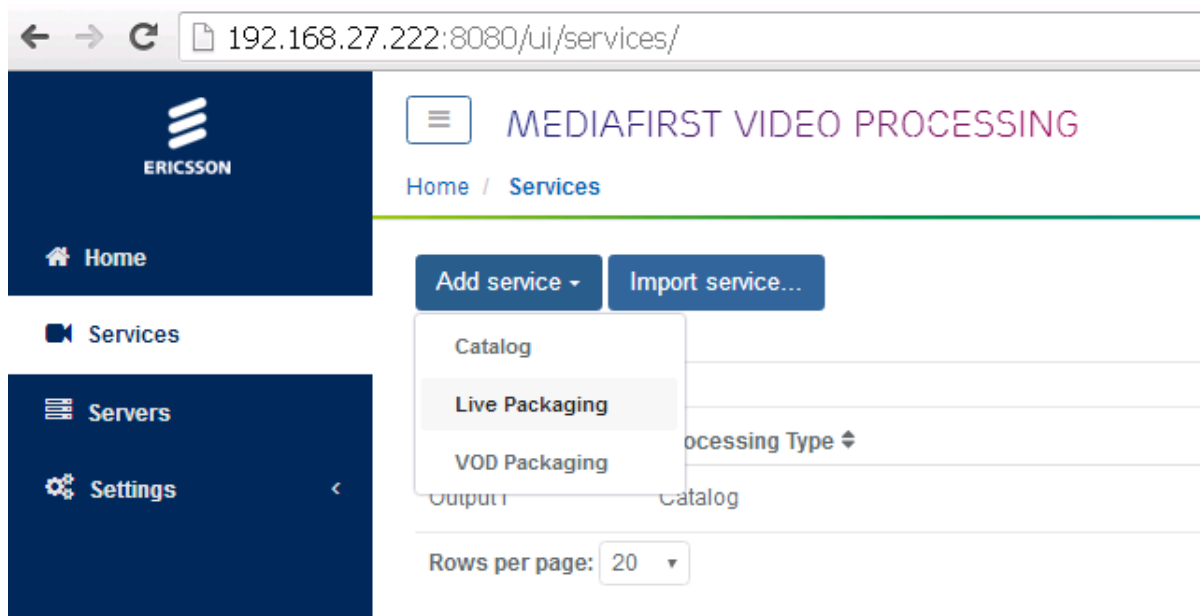 192.168.27.222:8080/ui/services/
ERICSSON
MEDIAFIRST VIDEO PROCESSING
Home / Services
Home
Services
Servers
Settings
Add service
Import service...
Catalog
Live Packaging
VOD Packaging
ocessing Type
Output1 Catalog
Rows per page: 20